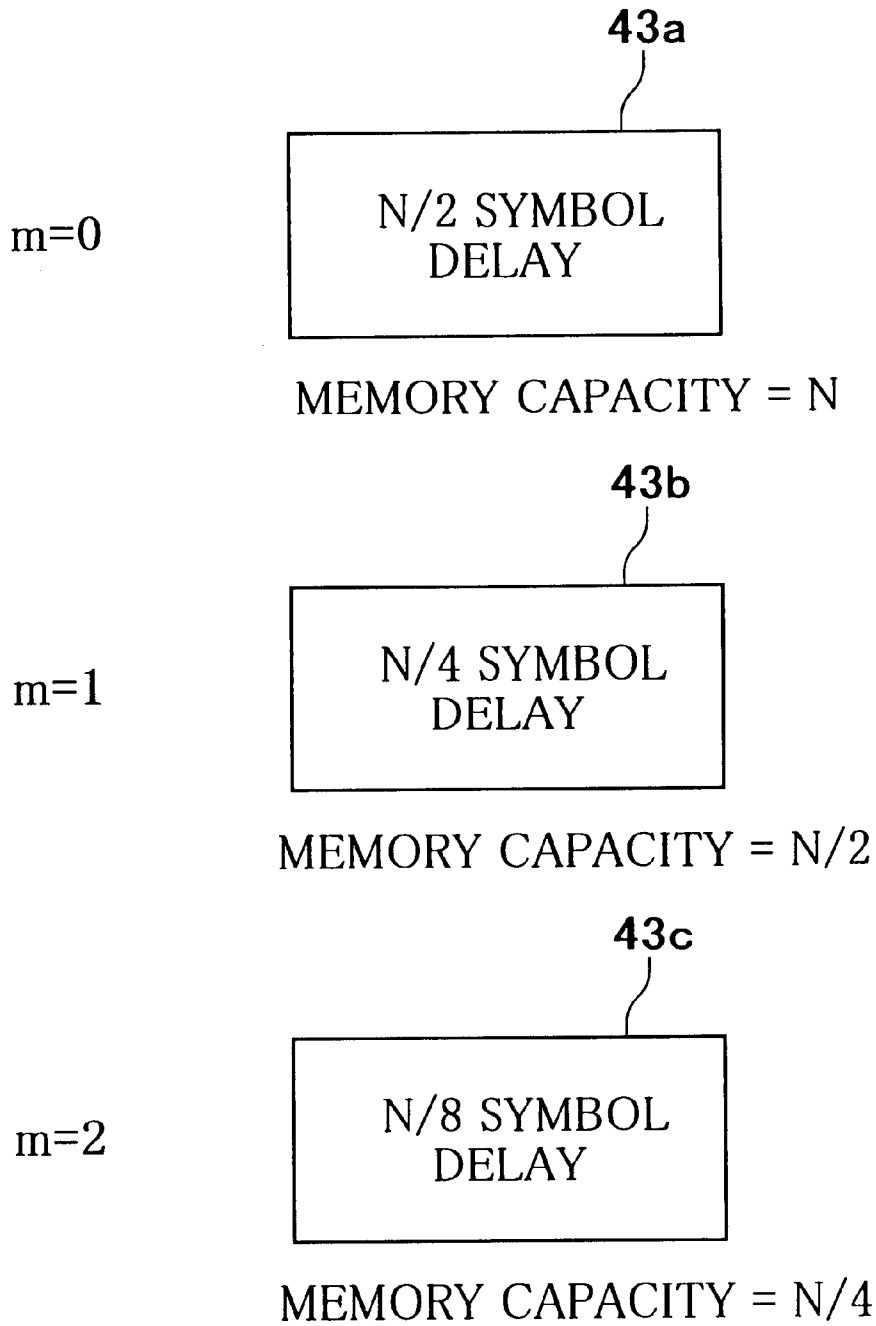 43a
m=0
N/2 SYMBOL
DELAY
MEMORY CAPACITY = N
43b
m=1
N/4 SYMBOL
DELAY
MEMORY CAPACITY = N/2
43c
m=2
N/8 SYMBOL
DELAY
MEMORY CAPACITY = N/4